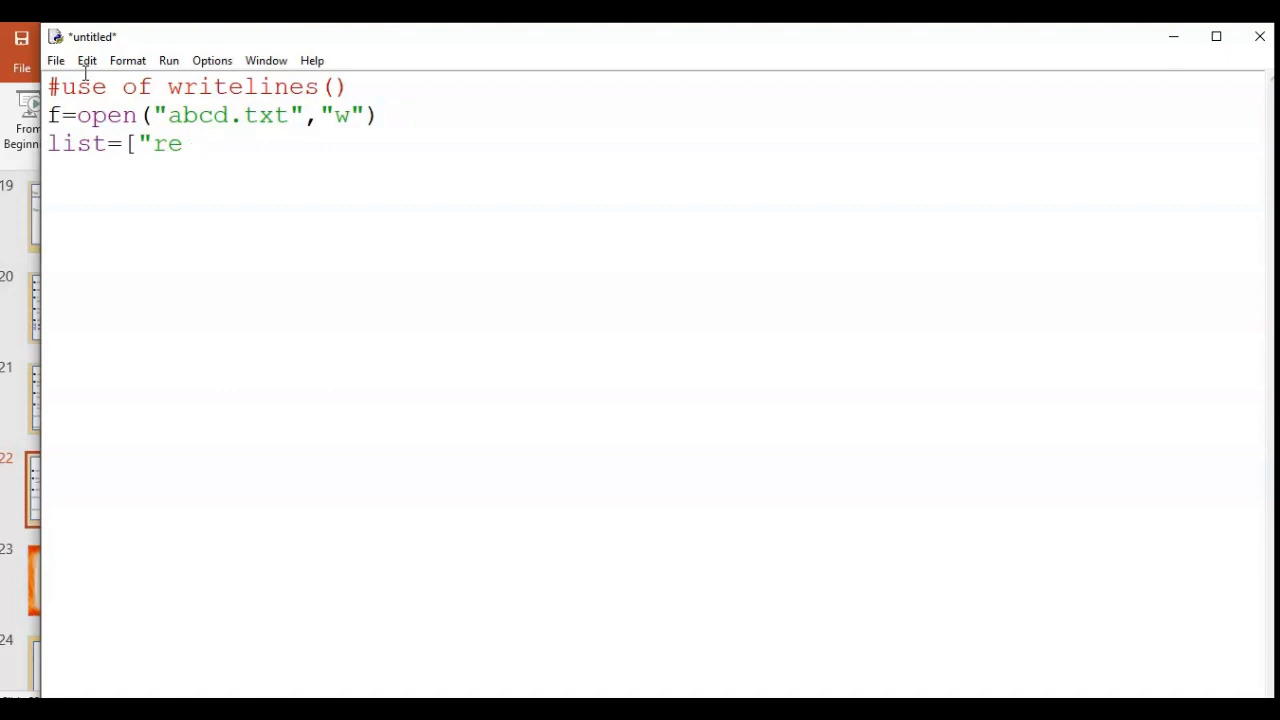 *untitled*
File
File Edit Format Run Options Window Help
#use of writelines()
f=open("abcd.txt","w")
list=["re
From
Beginn
19
20
21
22
23
24